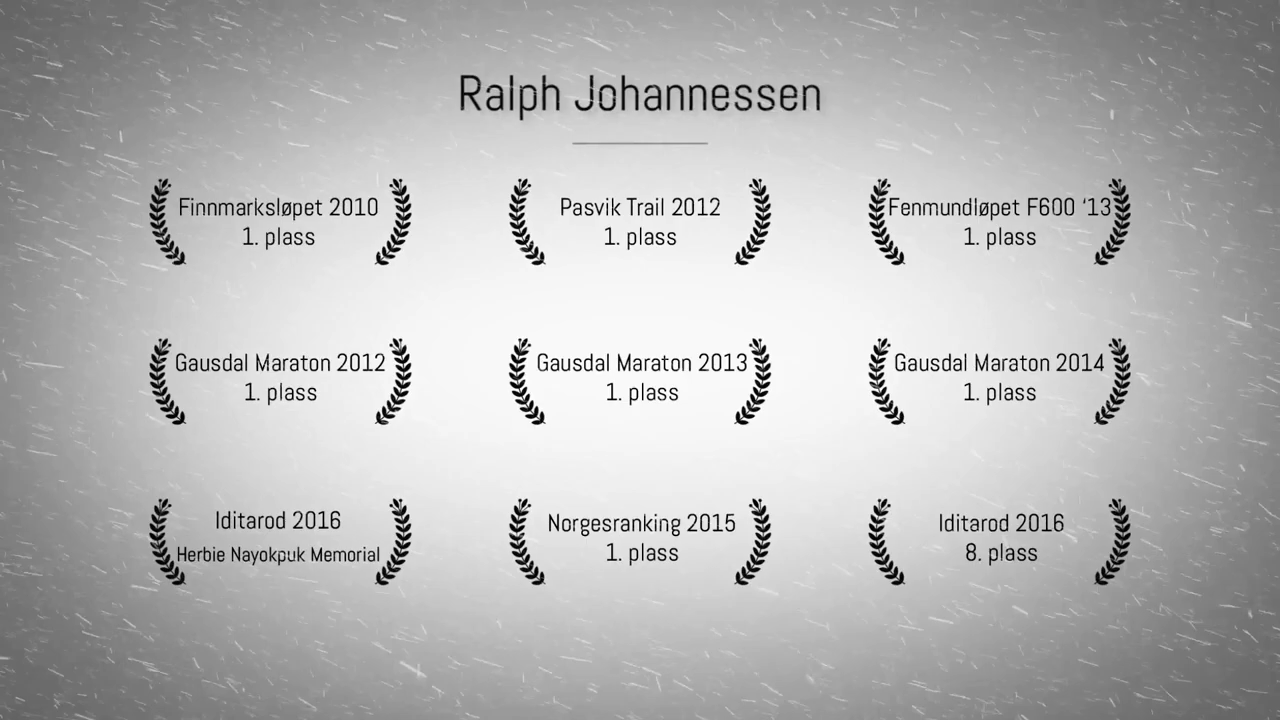 Ralph Johannessen
Finnmarksløpet 2010
1. plass
Pasvik Trail 2012
1. plass
Fenmundløpet F600 ‘13
1. plass
Gausdal Maraton 2012
1. plass
Gausdal Maraton 2013
1. plass
Gausdal Maraton 2014
1. plass
Iditarod 2016
Herbie Nayokpuk Memorial
Norgesranking 2015
1. plass
Iditarod 2016
8. plass